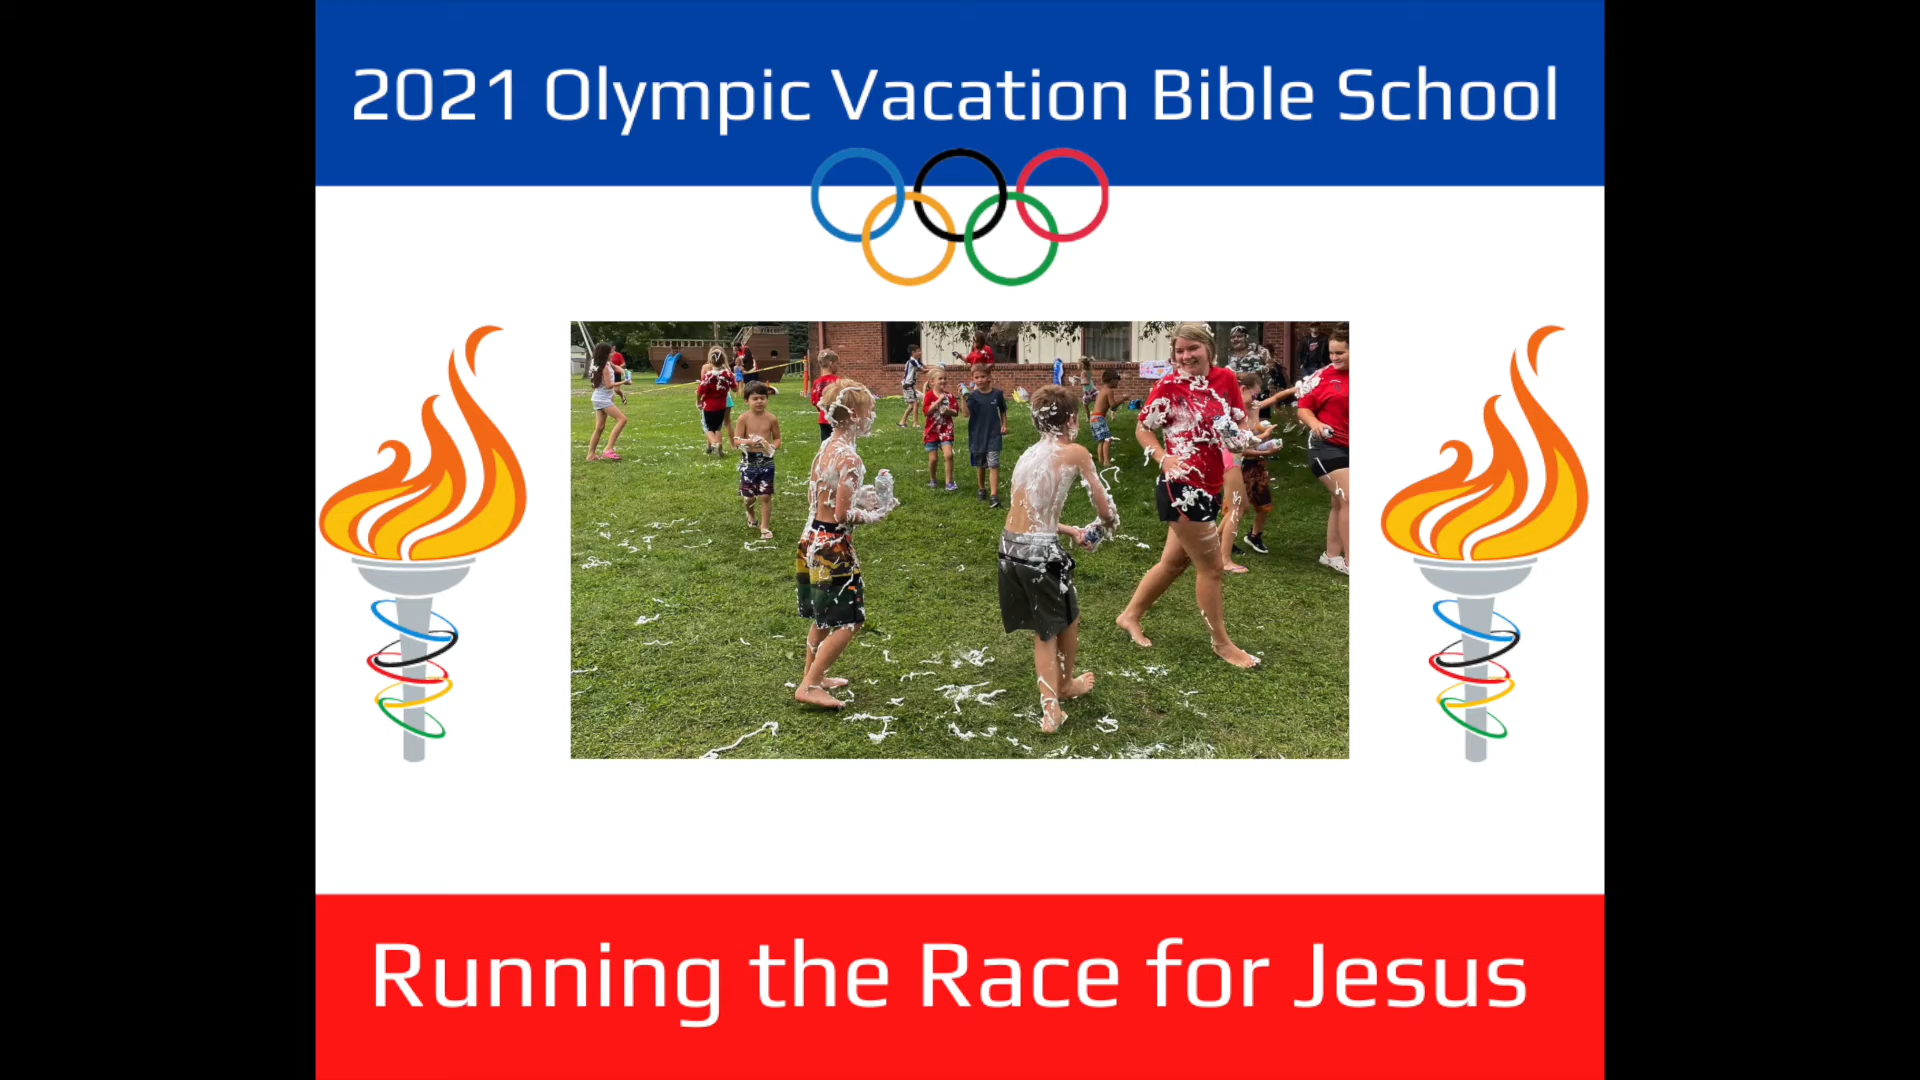 2021 Olympic Vacation Bible School
Running the Race for Jesus